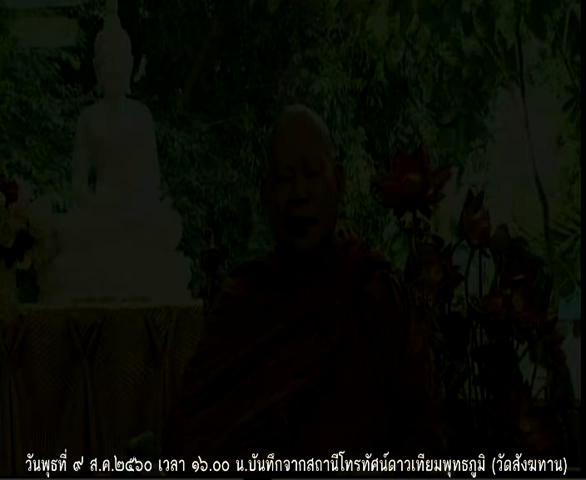 วันพุธที่ ๙ ส.ค.๒๕๖๐ เวลา ๑๖.๐๐ น.บันทึกจากสถานีโทรทัศน์ดาวเทียมพุทธภูมิ (วัดสังฆทาน)